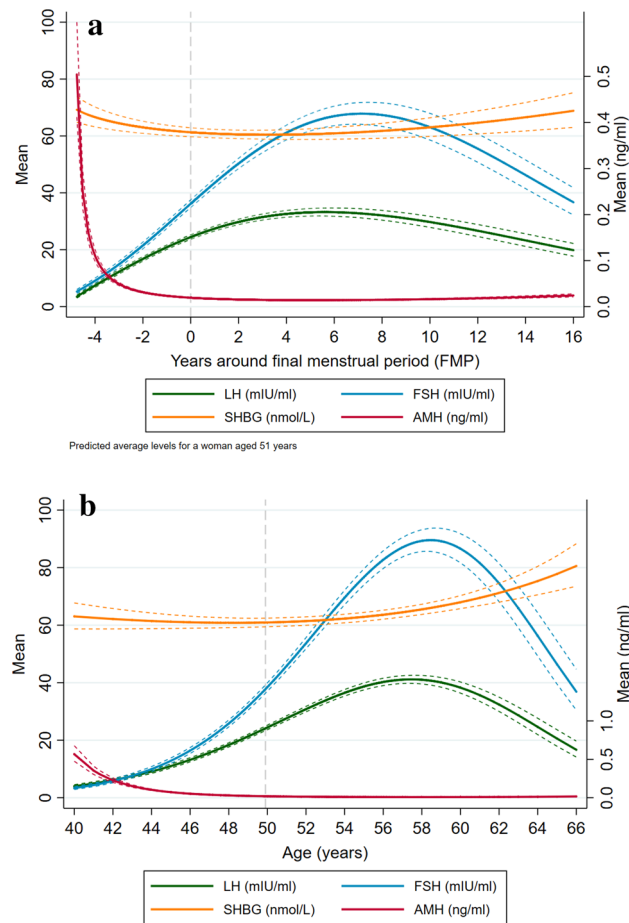 a
100
80
60
40
20
0
Mean
0.5
0.4
0.3
0.2
0.1
0.0
Mean (ng/ml)
-4 -2 0 2 4 6 8 10 12 14 16
Years around final menstrual period (FMP)
LH (mIU/ml) FSH (mIU/ml)
SHBG (nmol/L) AMH (ng/ml)
Predicted average levels for a woman aged 51 years
b
100
80
60
40
20
0
Mean
1.0
0.5
0.0
Mean (ng/ml)
40 42 44 46 48 50 52 54 56 58 60 62 64 66
Age (years)
LH (mIU/ml) FSH (mIU/ml)
SHBG (nmol/L) AMH (ng/ml)